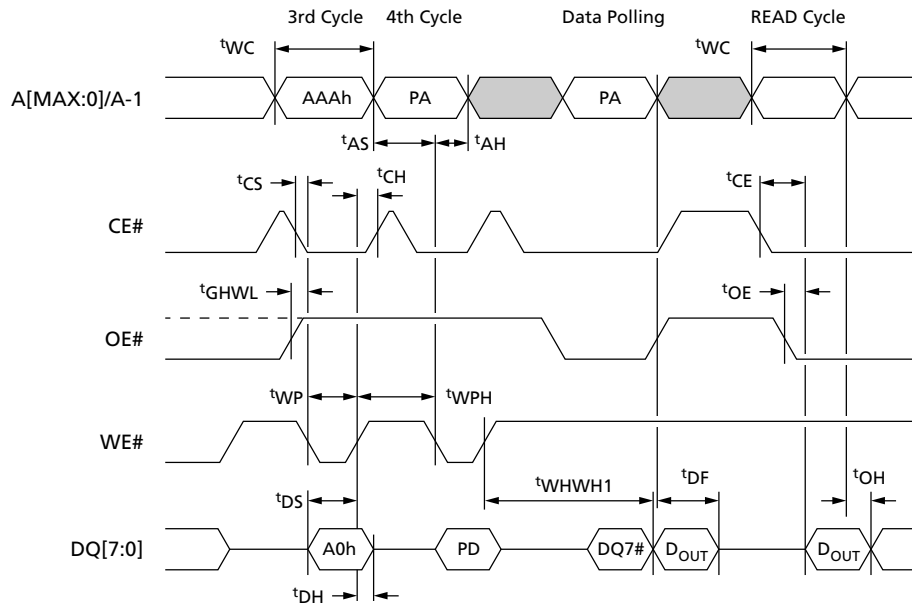 3rd Cycle 4th Cycle Data Polling READ Cycle
tWC tWC
A[MAX:0]/A-1 AAAh PA PA
tAS tAH
tCS tCH tCE
CE#
tGHWL tOE
OE#
tWP tWPH
WE#
tDS tWHWH1 tDF tOH
DQ[7:0] A0h PD DQ7# DOUT DOUT
tDH